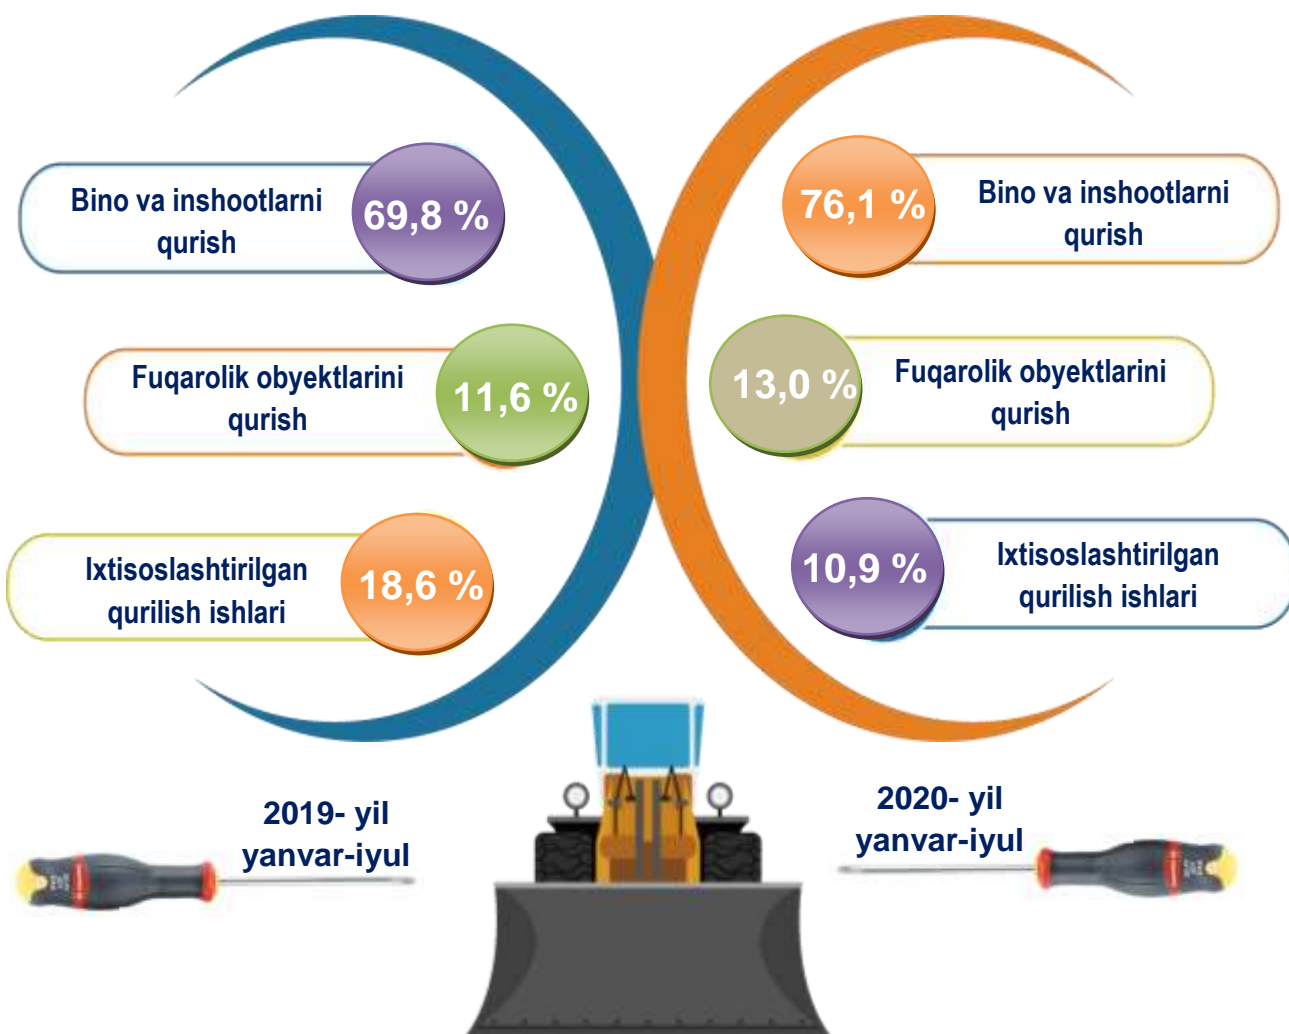 Bino va inshootlarni
qurish
69,8 %
Fuqarolik obyektlarini
qurish
11,6 %
Ixtisoslashtirilgan
qurilish ishlari
18,6 %
2019- yil
yanvar-iyul
76,1 %
Bino va inshootlarni
qurish
13,0 %
Fuqarolik obyektlarini
qurish
10,9 %
Ixtisoslashtirilgan
qurilish ishlari
2020- yil
yanvar-iyul